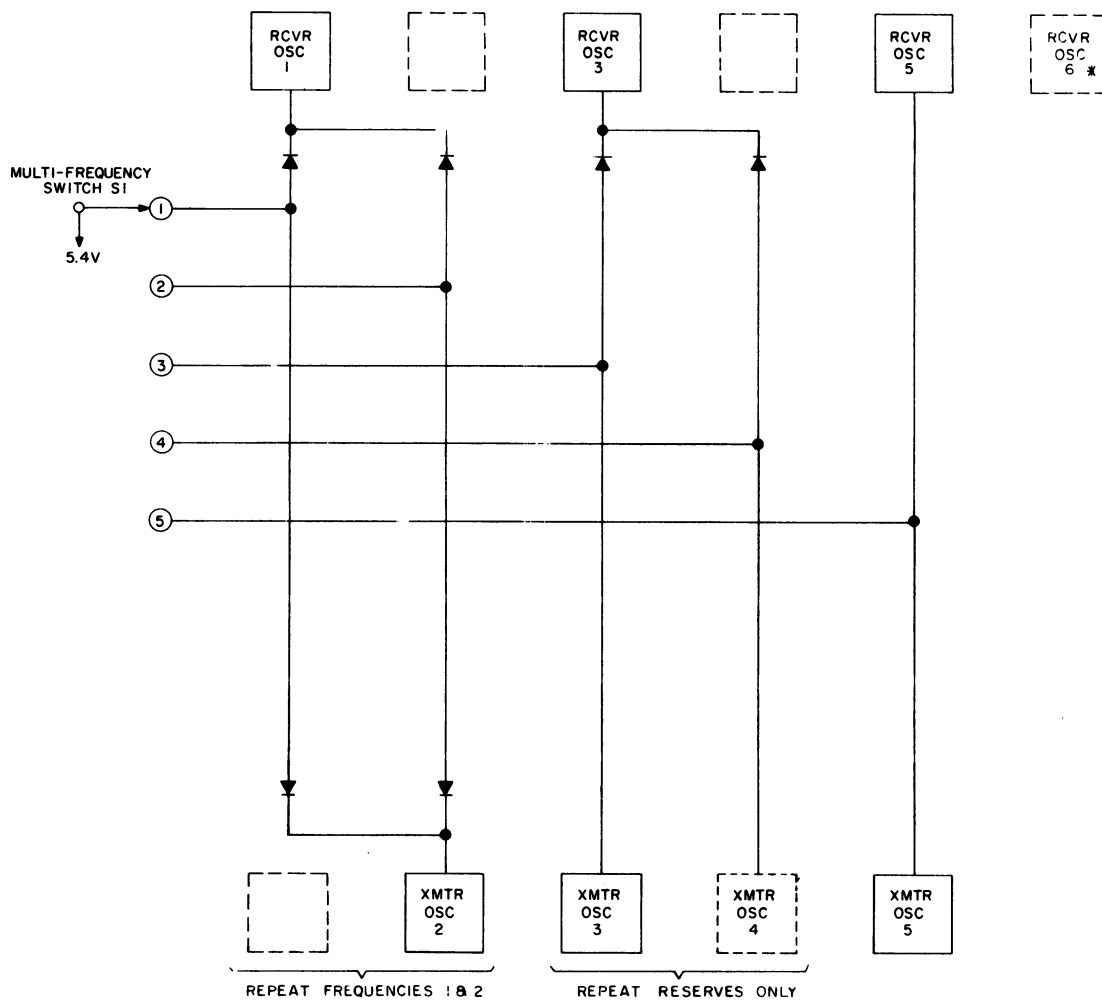 RCVR
OSC
1
RCVR
OSC
3
RCVR
OSC
5
RCVR
OSC
6 *
MULTI-FREQUENCY
SWITCH S1
5.4V
1
2
3
4
5
XMTR
OSC
2
XMTR
OSC
3
XMTR
OSC
4
XMTR
OSC
5
REPEAT FREQUENCIES 1 & 2
REPEAT RESERVES ONLY